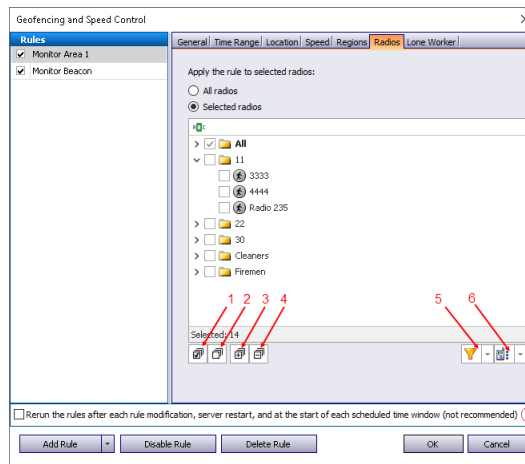 Geofencing and Speed Control
Rules
Monitor Area 1
Monitor Beacon
General Time Range Location Speed Regions Radios Lone Worker
Apply the rule to selected radios:
All radios
Selected radios
All
11
3333
4444
Radio 235
22
30
Cleaners
Firemen
1 2 3 4 5 6
Selected: 14
Rerun the rules after each rule modification, server restart, and at the start of each scheduled time window (not recommended)
Add Rule Disable Rule Delete Rule OK Cancel